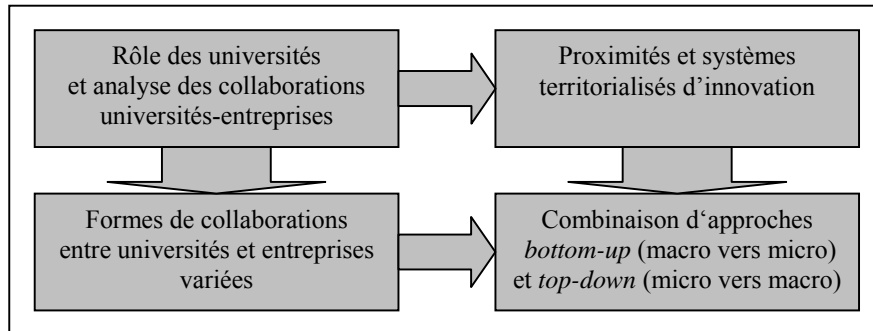 Rôle des universités
et analyse des collaborations
universités-entreprises
Proximités et systèmes
territorialisés d’innovation
Formes de collaborations
entre universités et entreprises
variées
Combinaison d‘approches
bottom-up (macro vers micro)
et top-down (micro vers macro)